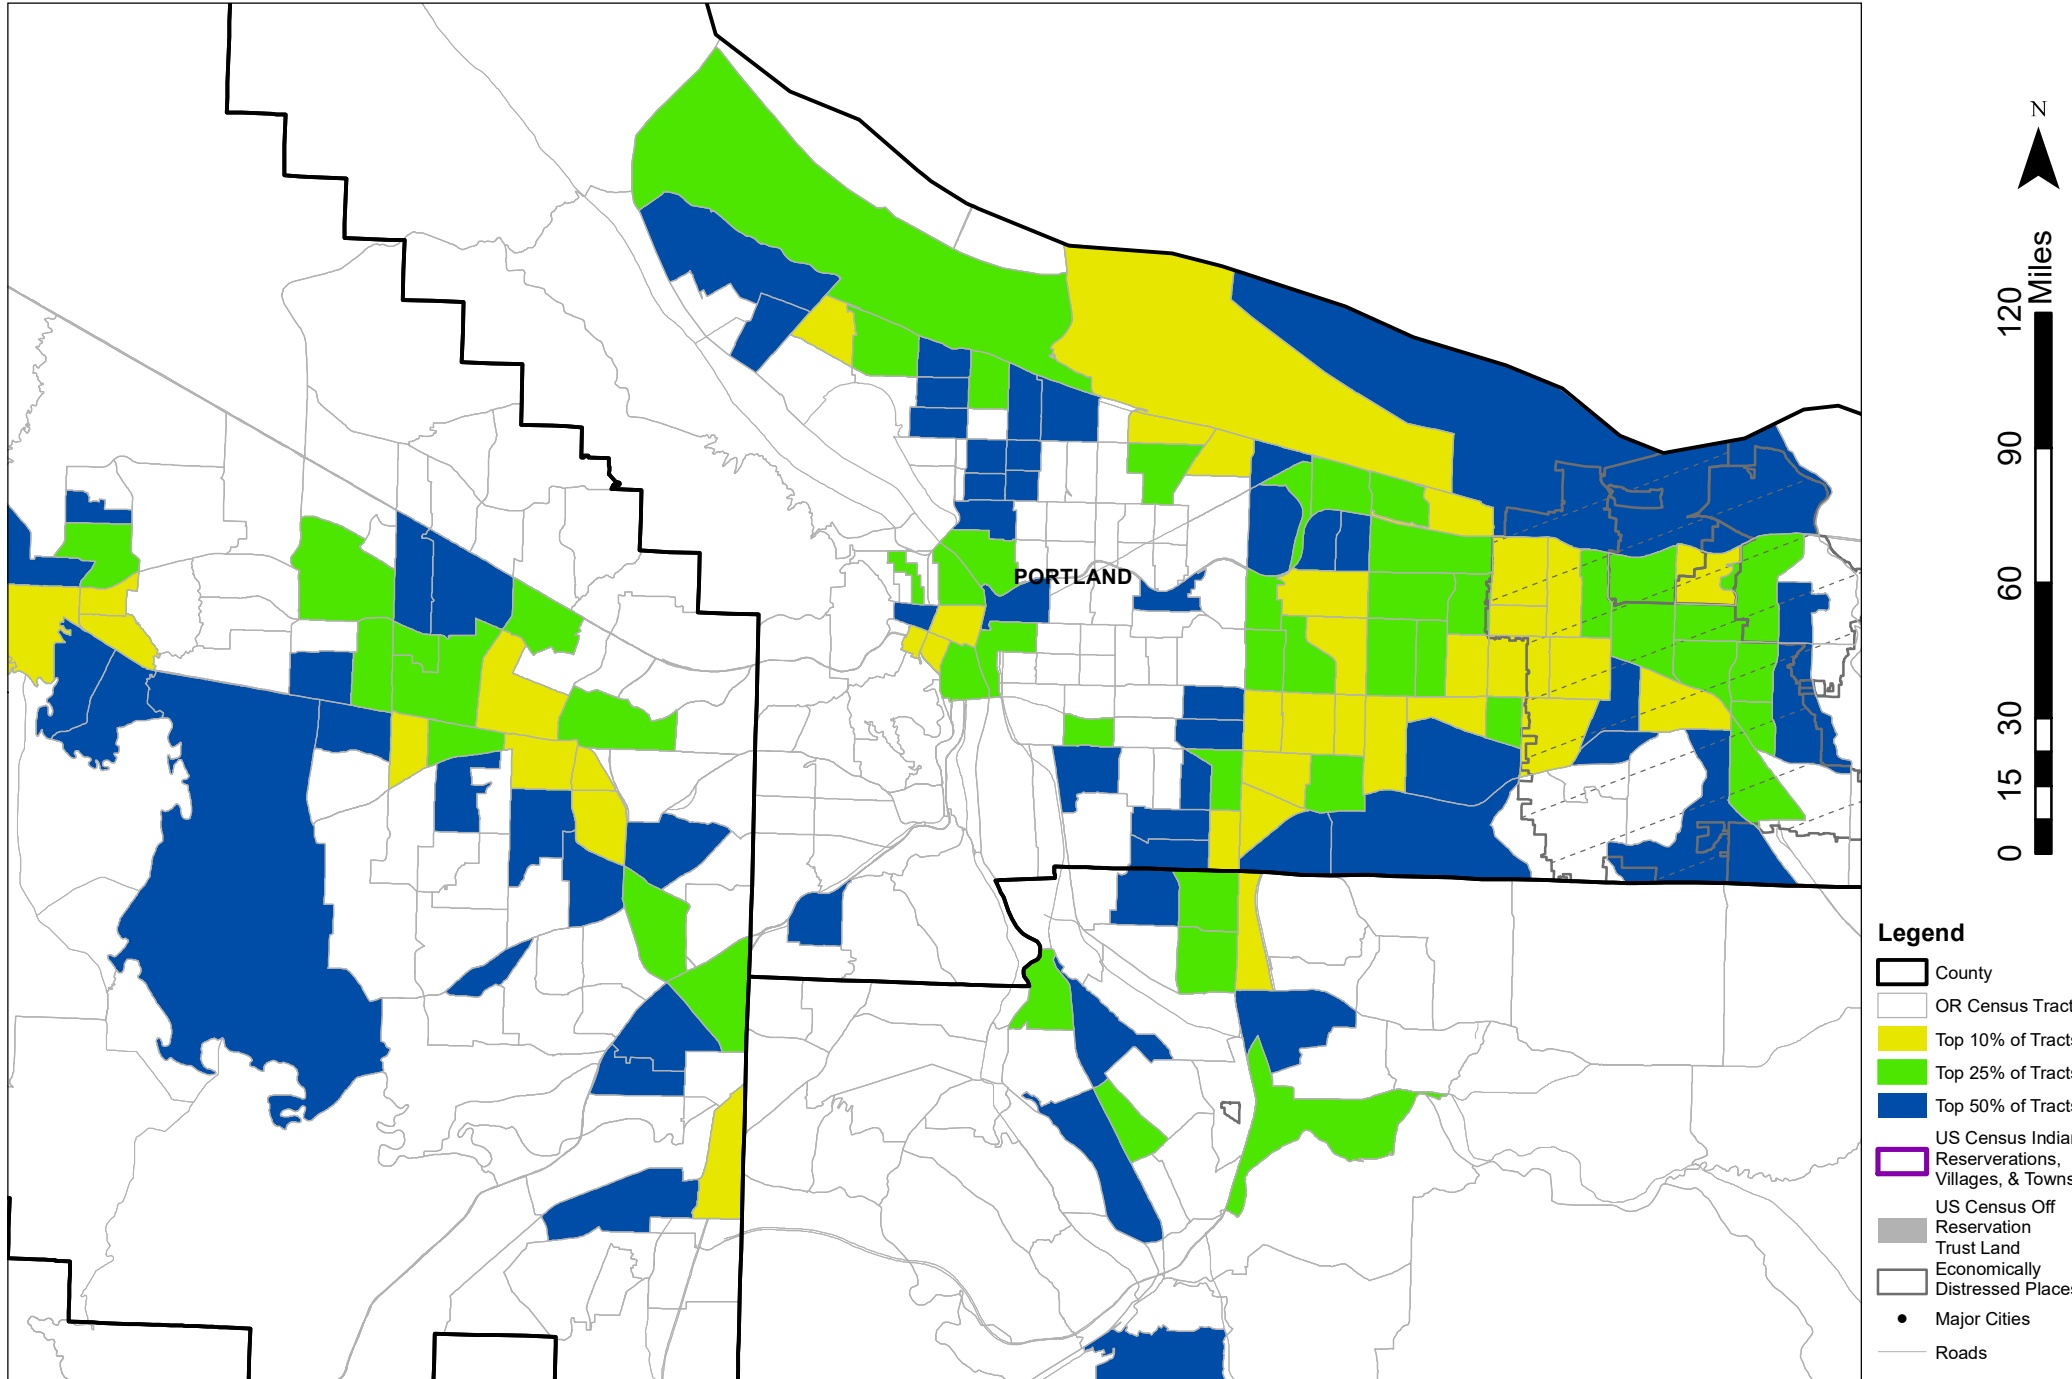 N
Miles
120
90
60
30
15
0
PORTLAND
Legend
County
OR Census Tract
Top 10% of Tract
Top 25% of Tract
Top 50% of Tract
US Census India
Reserverations,
Villages, & Towns
US Census Off
Reservation
Trust Land
Economically
Distressed Place
Major Cities
Roads